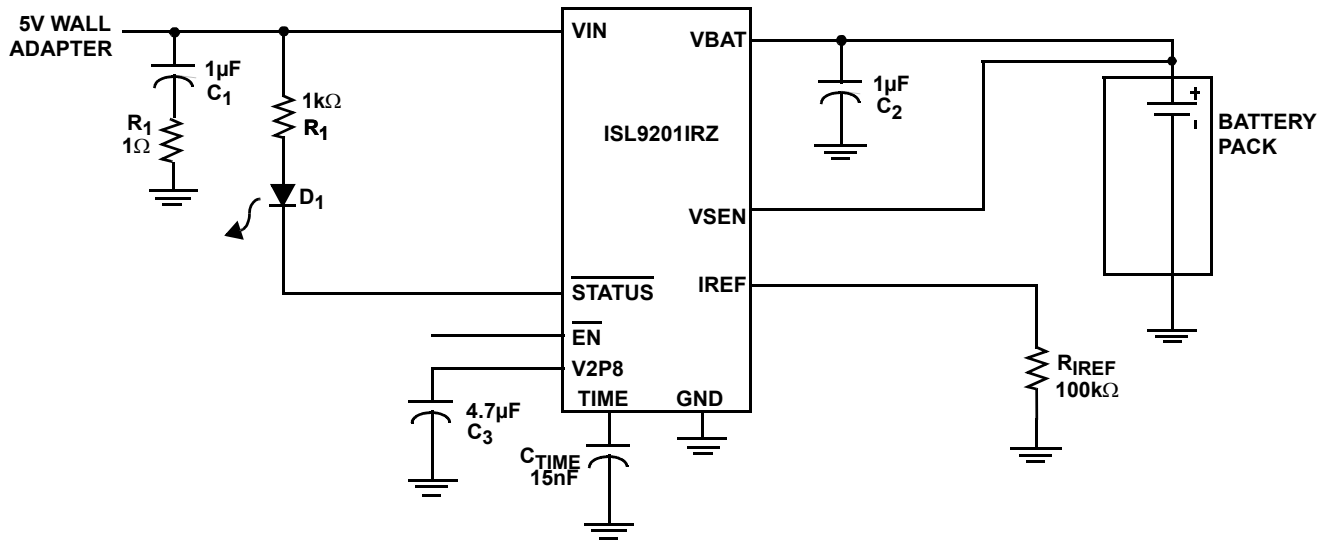 5V WALL
ADAPTER
1µF
C1
R1
1Ω
1kΩ
R1
D1
VIN
VBAT
ISL9201IRZ
VSEN
STATUS
IREF
EN
V2P8
TIME
GND
1µF
C2
+
-
BATTERY
PACK
RIREF
100kΩ
4.7µF
C3
CTIME
15nF